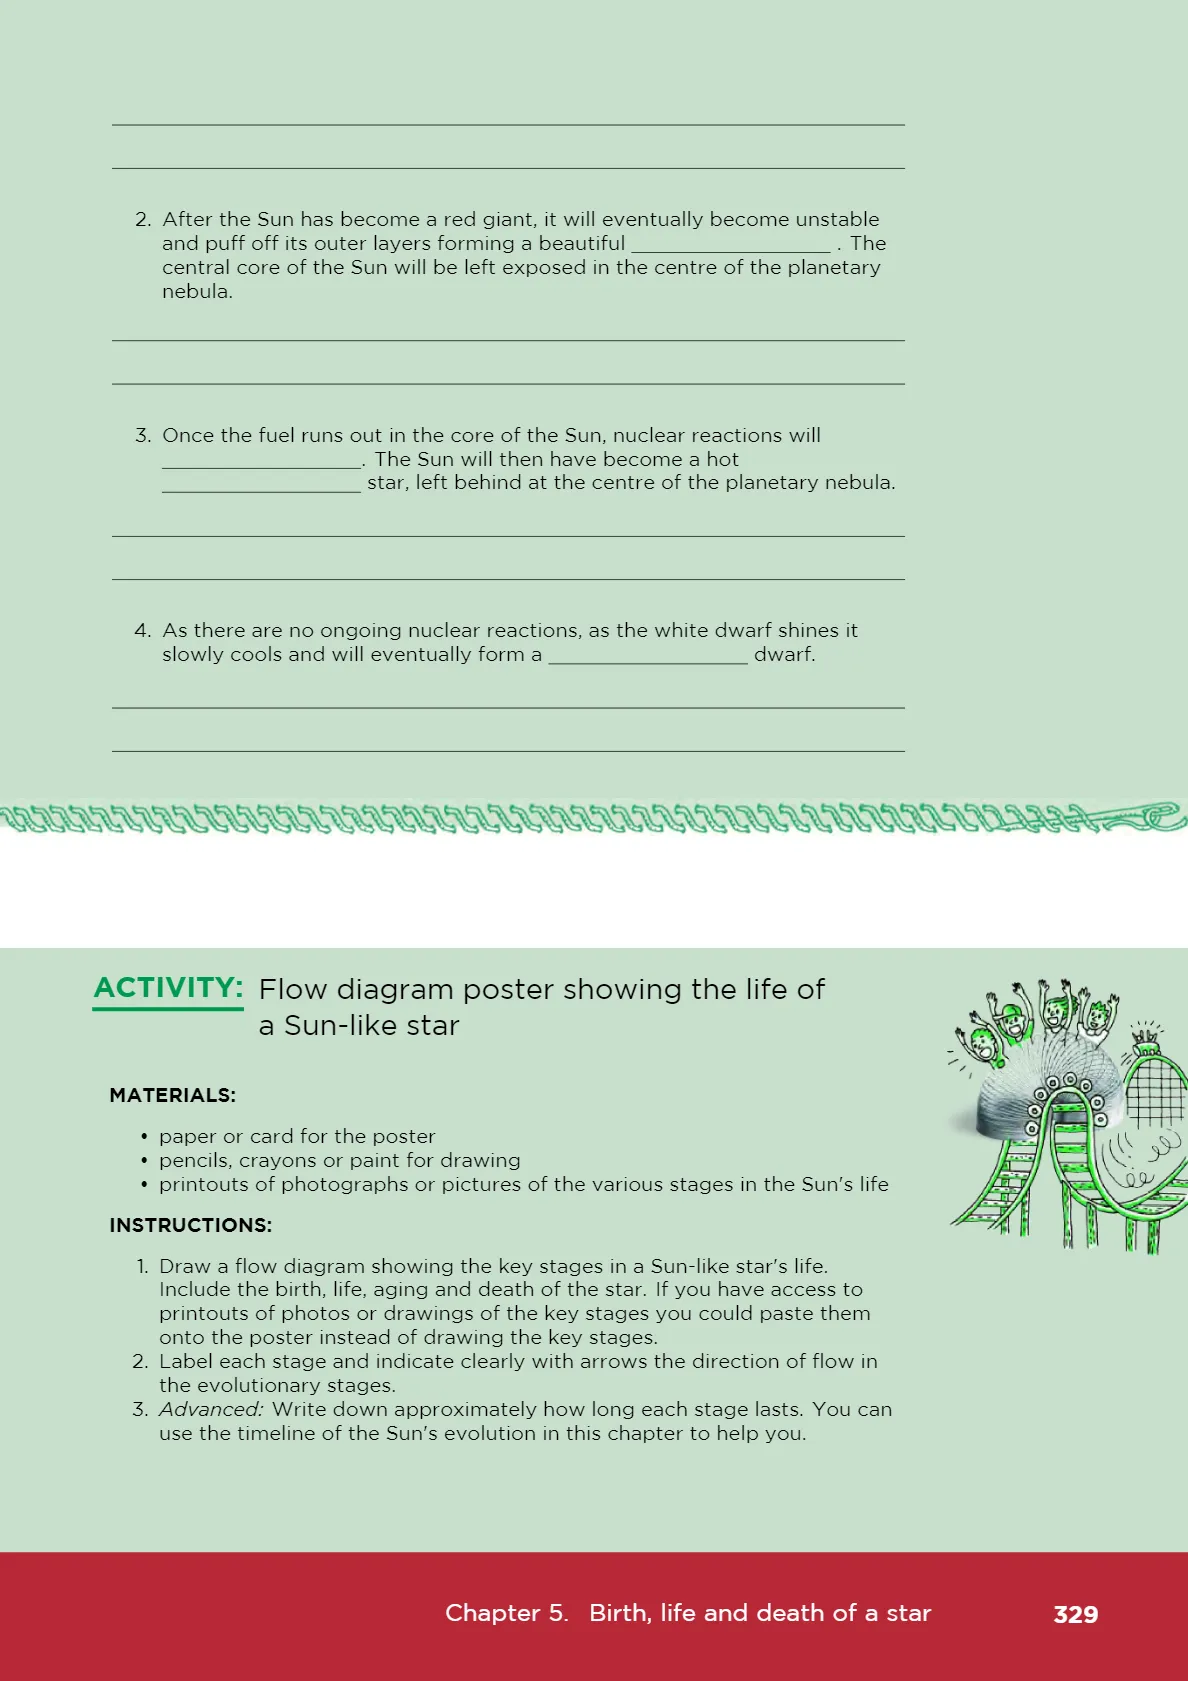 2. After the Sun has become a red giant, it will eventually become unstable
and puff off its outer layers forming a beautiful __________________ . The
central core of the Sun will be left exposed in the centre of the planetary
nebula.
3. Once the fuel runs out in the core of the Sun, nuclear reactions will
__________________. The Sun will then have become a hot
__________________ star, left behind at the centre of the planetary nebula.
4. As there are no ongoing nuclear reactions, as the white dwarf shines it
slowly cools and will eventually form a __________________ dwarf.
ACTIVITY: Flow diagram poster showing the life of
a Sun-like star
MATERIALS:
• paper or card for the poster
• pencils, crayons or paint for drawing
• printouts of photographs or pictures of the various stages in the Sun's life
INSTRUCTIONS:
1. Draw a flow diagram showing the key stages in a Sun-like star's life.
Include the birth, life, aging and death of the star. If you have access to
printouts of photos or drawings of the key stages you could paste them
onto the poster instead of drawing the key stages.
2. Label each stage and indicate clearly with arrows the direction of flow in
the evolutionary stages.
3. Advanced: Write down approximately how long each stage lasts. You can
use the timeline of the Sun's evolution in this chapter to help you.
Chapter 5. Birth, life and death of a star 329